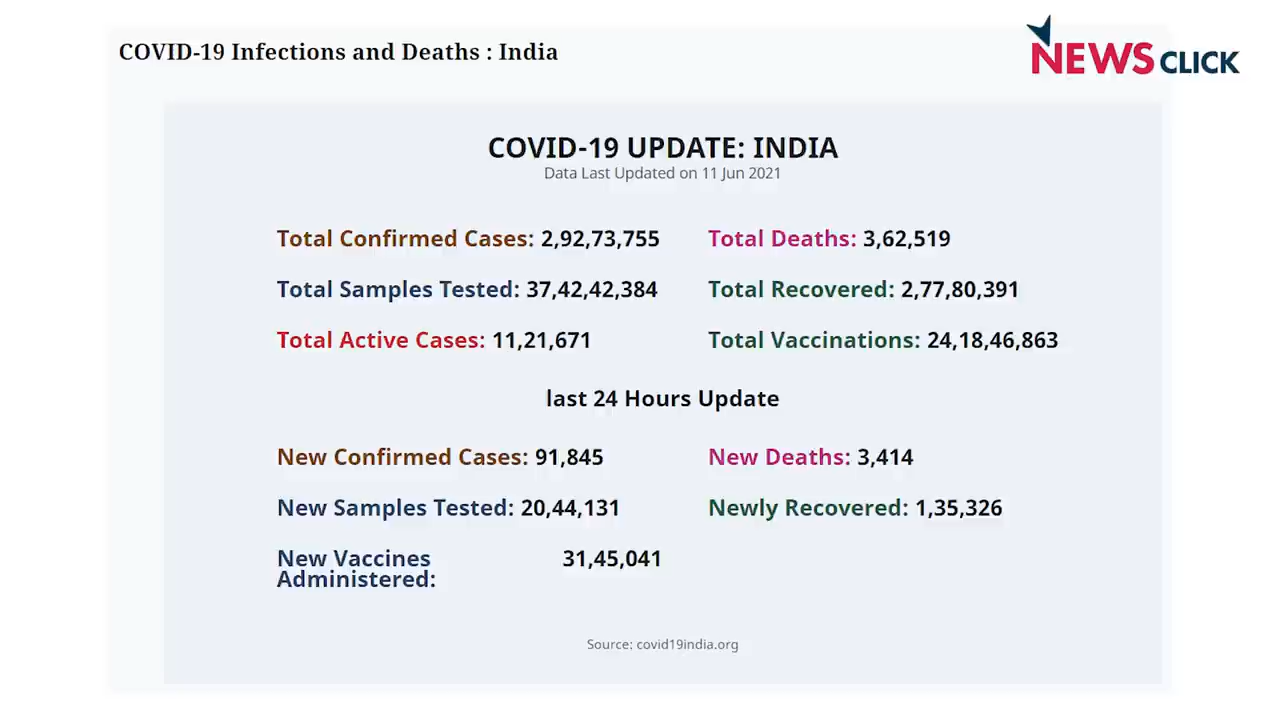 COVID-19 Infections and Deaths : India
NEWS CLICK
COVID-19 UPDATE: INDIA
Data Last Updated on 11 Jun 2021
Total Confirmed Cases: 2,92,73,755
Total Deaths: 3,62,519
Total Samples Tested: 37,42,42,384
Total Recovered: 2,77,80,391
Total Active Cases: 11,21,671
Total Vaccinations: 24,18,46,863
last 24 Hours Update
New Confirmed Cases: 91,845
New Deaths: 3,414
New Samples Tested: 20,44,131
Newly Recovered: 1,35,326
New Vaccines 31,45,041
Administered:
Source: covid19india.org